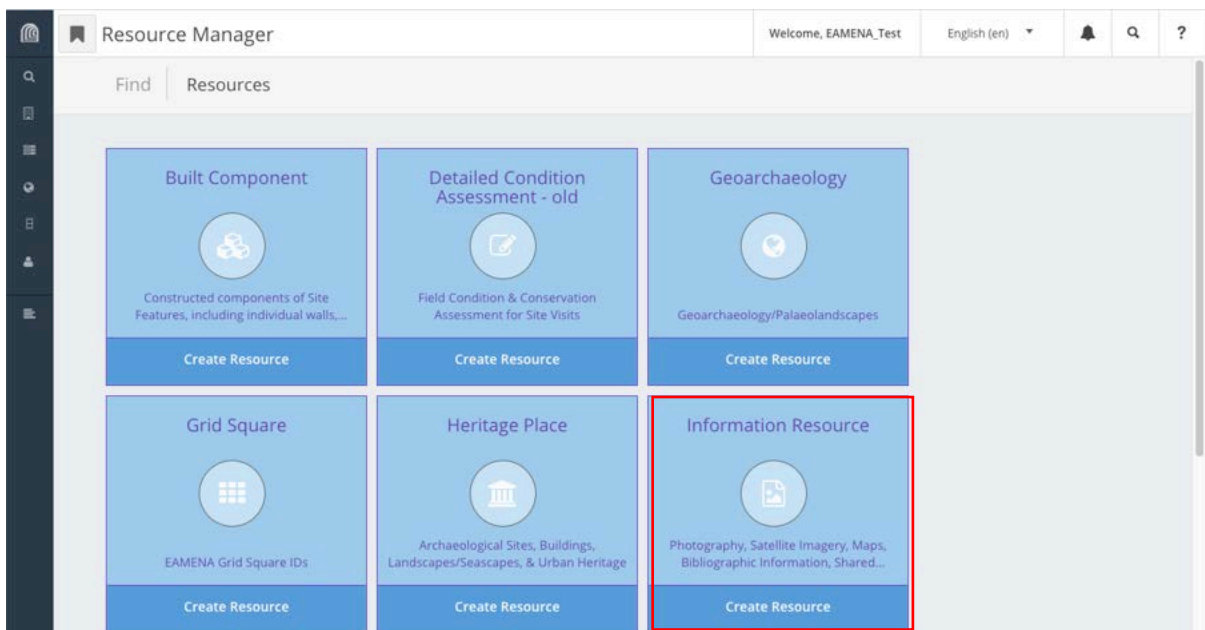 Resource Manager
Welcome, EAMENA_Test
English (en)
?
Find
Resources
Built Component
Constructed components of Site
Features, including individual walls,...
Create Resource
Detailed Condition
Assessment - old
Field Condition & Conservation
Assessment for Site Visits
Create Resource
Geoarchaeology
Geoarchaeology/Palaeolandscapes
Create Resource
Grid Square
EAMENA Grid Square IDs
Create Resource
Heritage Place
Archaeological Sites, Buildings,
Landscapes/Seascapes, & Urban Heritage
Create Resource
Information Resource
Photography, Satellite Imagery, Maps,
Bibliographic Information, Shared...
Create Resource